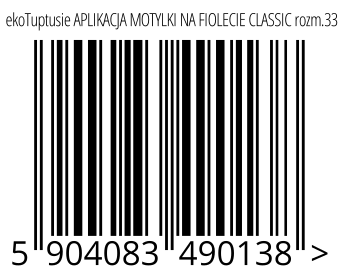 ekoTuptusie APLIKACJA MOTYLKI NA FIOLECIE CLASSIC rozm.33
5 904083 490138 >